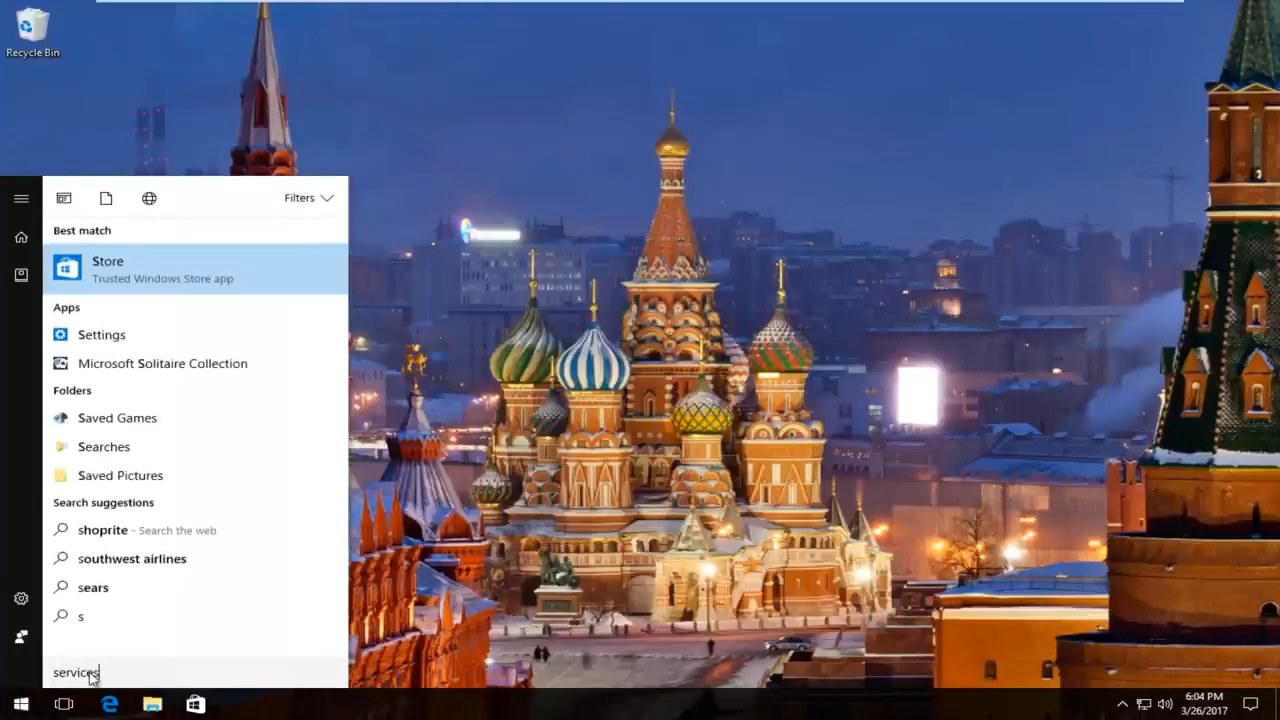 Recycle Bin
Filters
Best match
Store
Trusted Windows Store app
Apps
Settings
Microsoft Solitaire Collection
Folders
Saved Games
Searches
Saved Pictures
Search suggestions
shoprite - Search the web
southwest airlines
sears
s
services
6:04 PM
3/26/2017